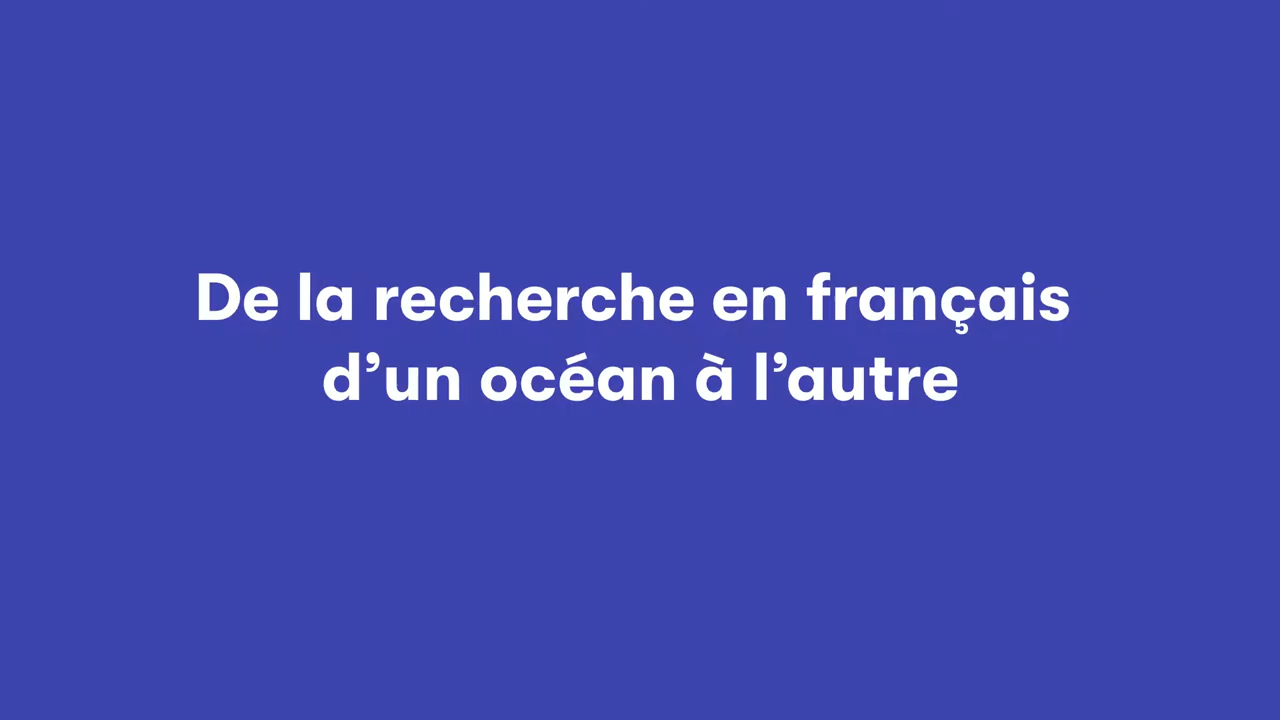 De la recherche en français
d’un océan à l’autre